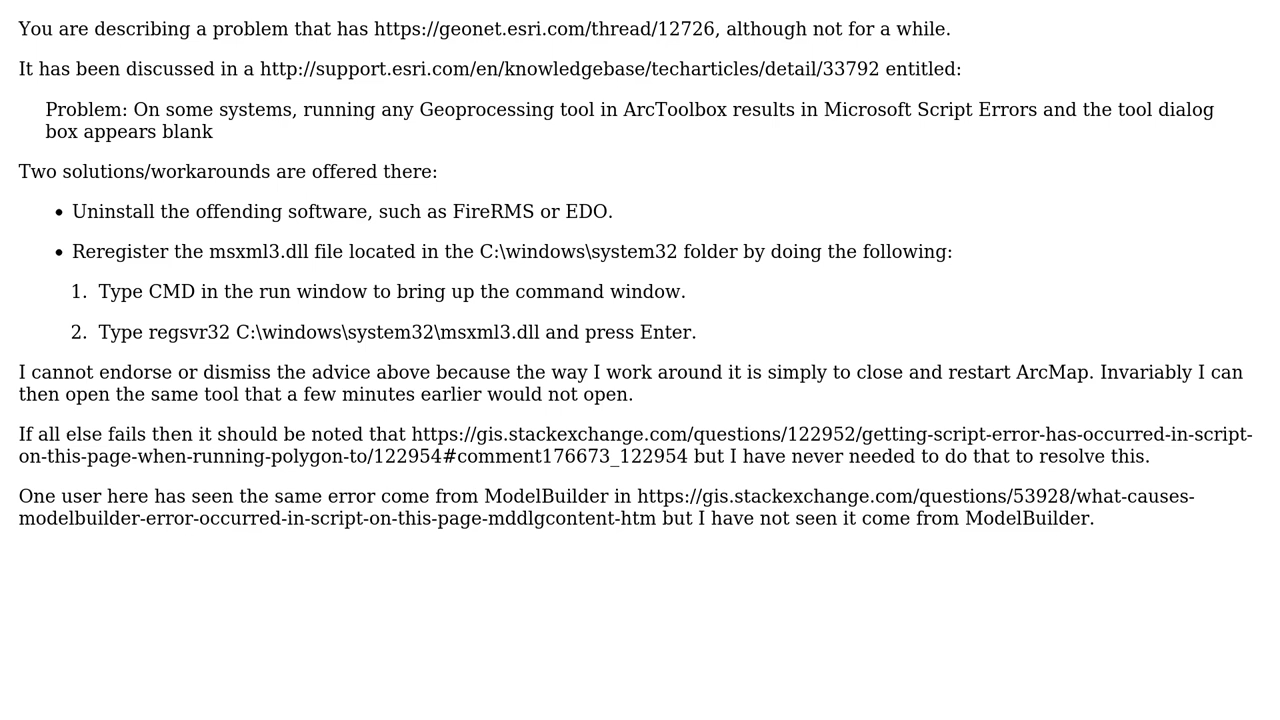 You are describing a problem that has https://geonet.esri.com/thread/12726, although not for a while.
It has been discussed in a http://support.esri.com/en/knowledgebase/techarticles/detail/33792 entitled:
Problem: On some systems, running any Geoprocessing tool in ArcToolbox results in Microsoft Script Errors and the tool dialog
box appears blank
Two solutions/workarounds are offered there:
• Uninstall the offending software, such as FireRMS or EDO.
• Reregister the msxml3.dll file located in the C:\windows\system32 folder by doing the following:
1. Type CMD in the run window to bring up the command window.
2. Type regsvr32 C:\windows\system32\msxml3.dll and press Enter.
I cannot endorse or dismiss the advice above because the way I work around it is simply to close and restart ArcMap. Invariably I can
then open the same tool that a few minutes earlier would not open.
If all else fails then it should be noted that https://gis.stackexchange.com/questions/122952/getting-script-error-has-occurred-in-script-
on-this-page-when-running-polygon-to/122954#comment176673_122954 but I have never needed to do that to resolve this.
One user here has seen the same error come from ModelBuilder in https://gis.stackexchange.com/questions/53928/what-causes-
modelbuilder-error-occurred-in-script-on-this-page-mddlgcontent-htm but I have not seen it come from ModelBuilder.